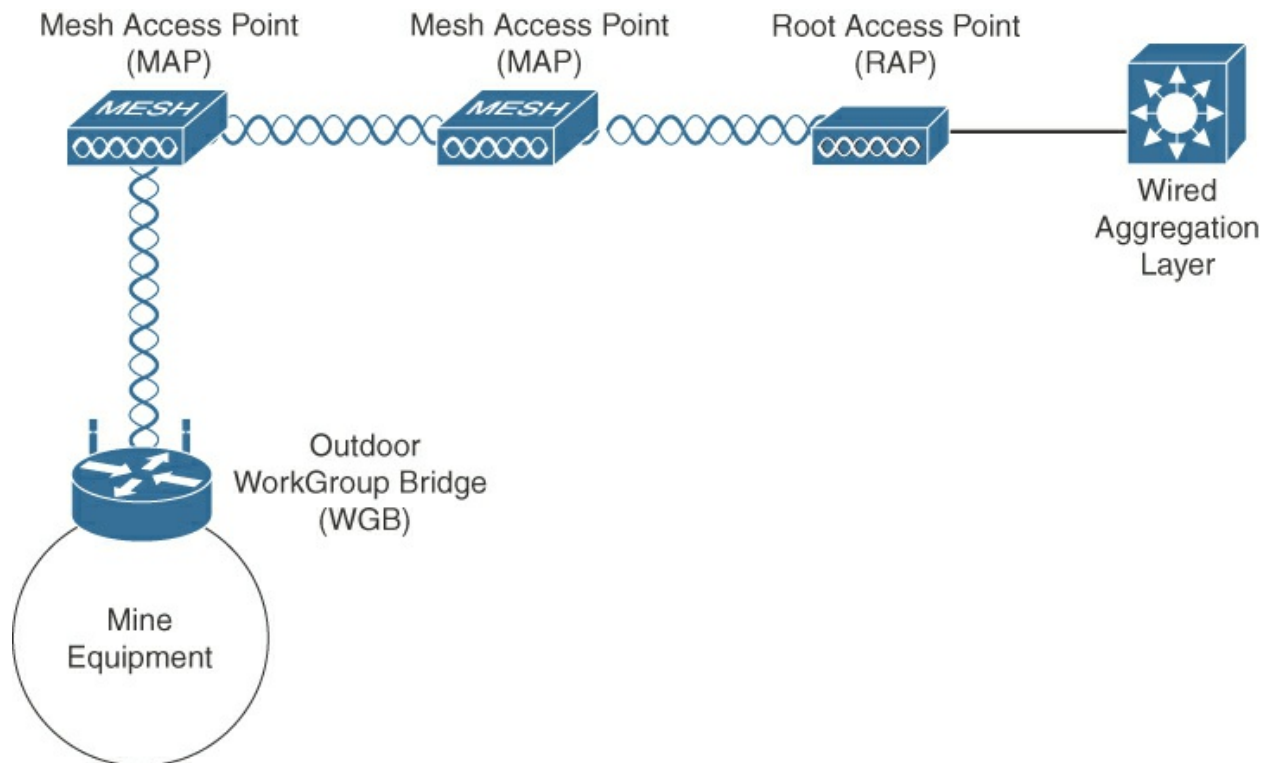 Mesh Access Point
(MAP)
Mesh Access Point
(MAP)
Root Access Point
(RAP)
MESH
MESH
Wired
Aggregation
Layer
Outdoor
WorkGroup Bridge
(WGB)
Mine
Equipment